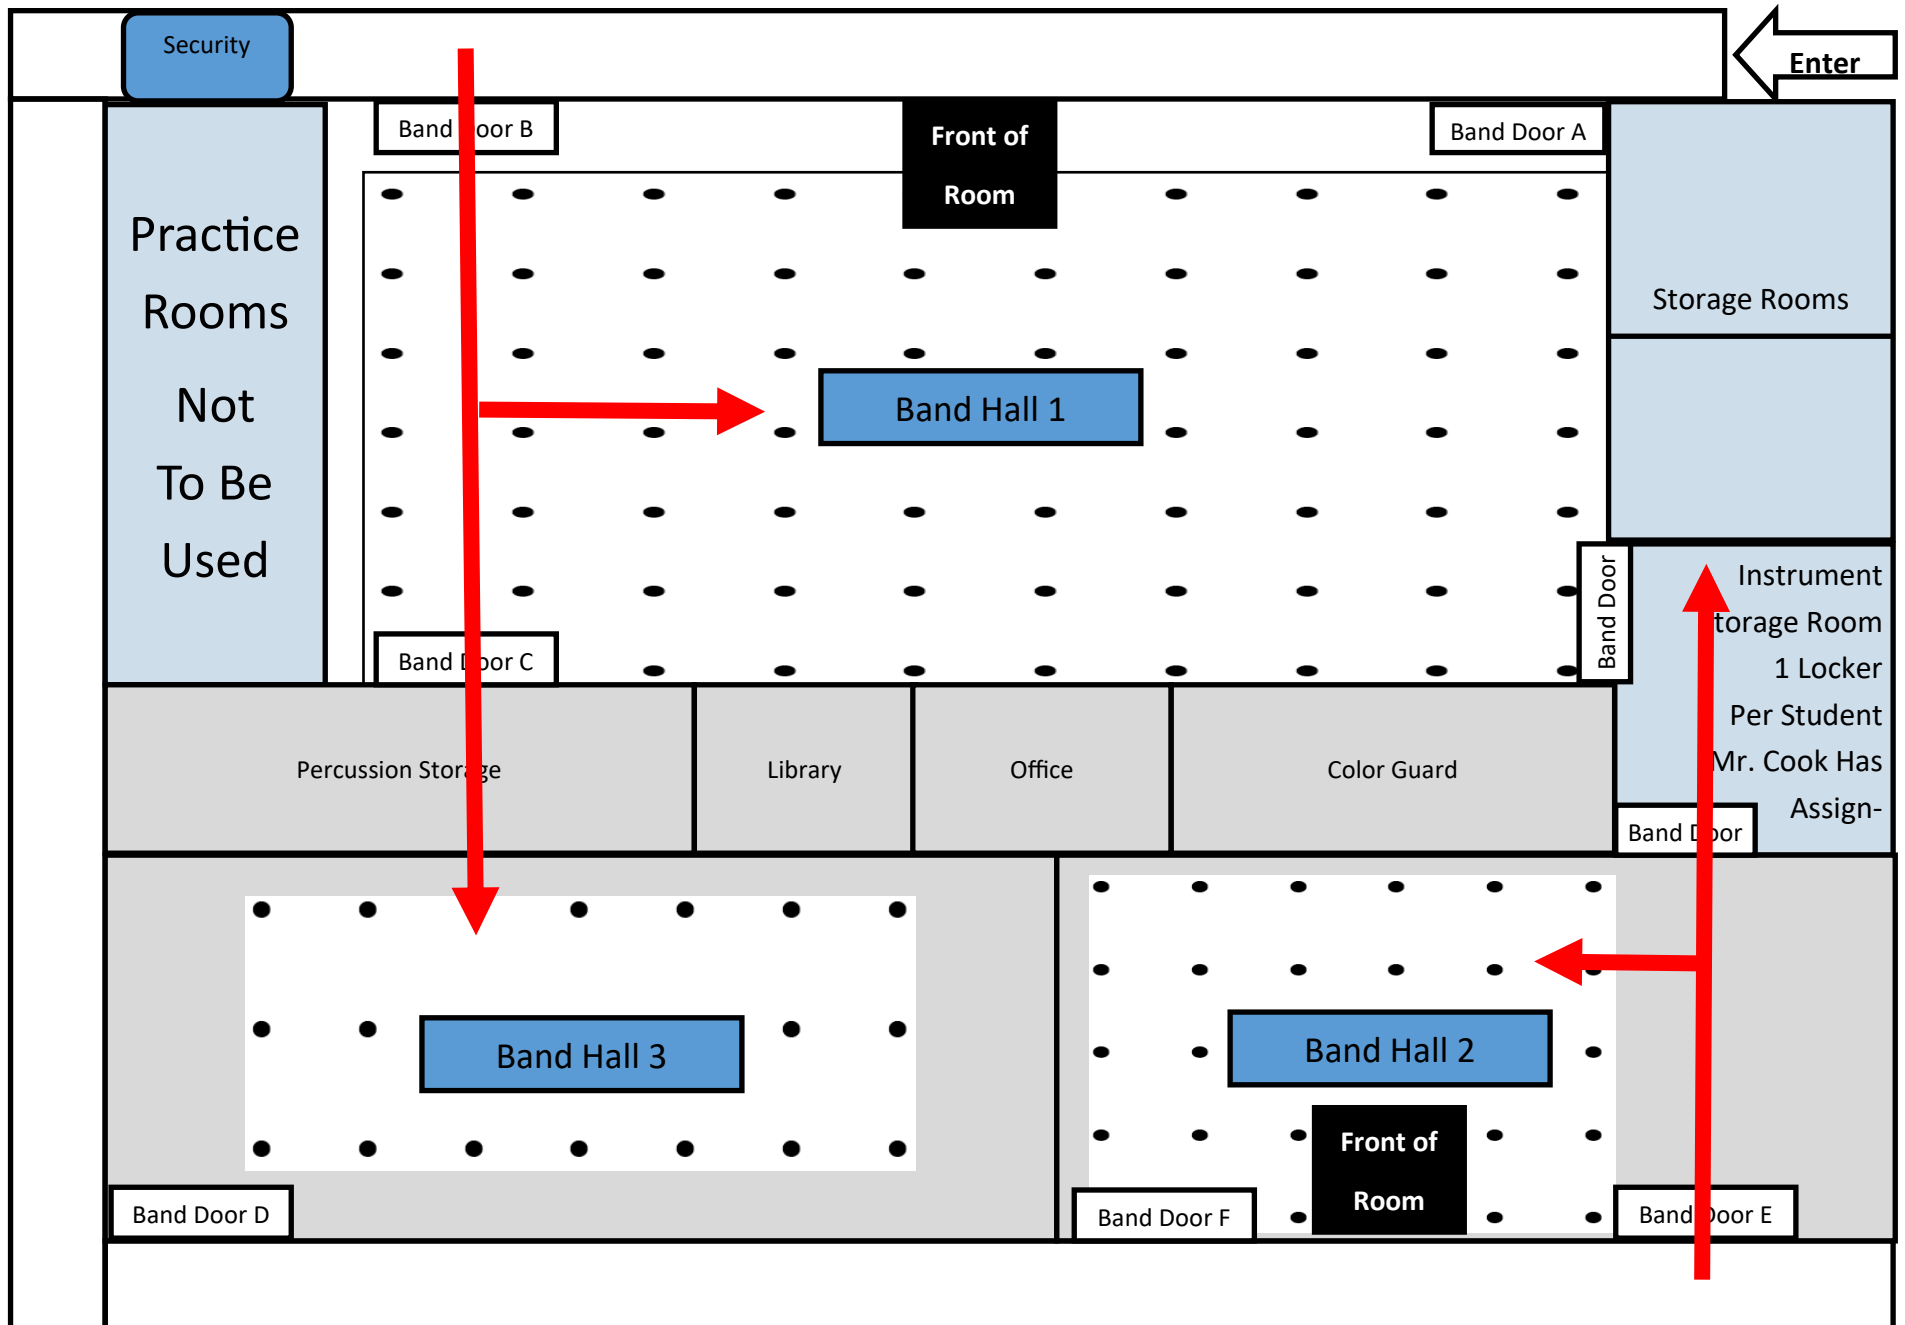 Security
Enter
Band Door B
Front of
Room
Band Door A
Practice
Rooms
Not
To Be
Used
Storage Rooms
Band Hall 1
Band Door
Instrument
torage Room
1 Locker
Per Student
Mr. Cook Has
Assign-
Band Door C
Percussion Storage
Library
Office
Color Guard
Band Door
Band Hall 3
Band Hall 2
Front of
Room
Band Door D
Band Door F
Band Door E